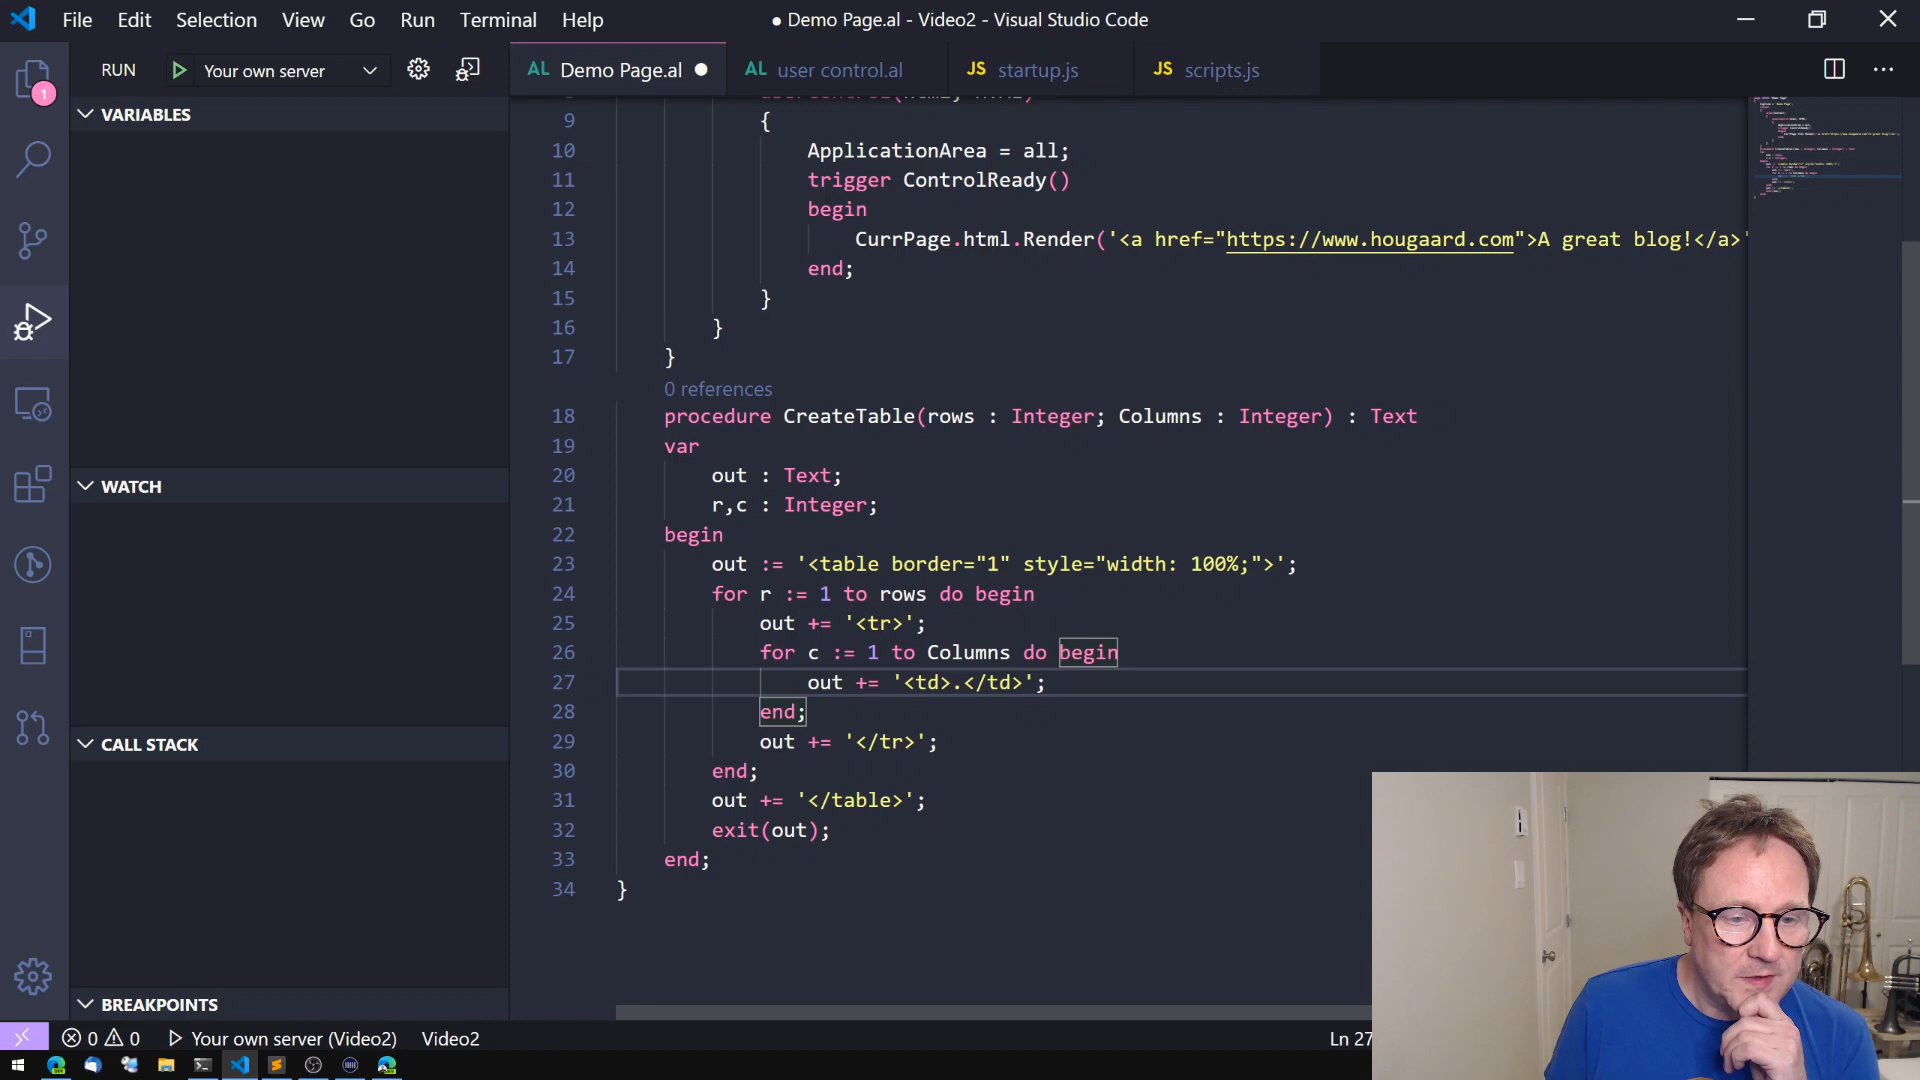 File Edit Selection View Go Run Terminal Help
● Demo Page.al - Video2 - Visual Studio Code
RUN Your own server
AL Demo Page.al ●
AL user control.al
JS startup.js
JS scripts.js
1
VARIABLES
WATCH
CALL STACK
BREAKPOINTS
9 {
10 ApplicationArea = all;
11 trigger ControlReady()
12 begin
13 CurrPage.html.Render('<a href="https://www.hougaard.com">A great blog!</a>'
14 end;
15 }
16 }
17 }
0 references
18 procedure CreateTable(rows : Integer; Columns : Integer) : Text
19 var
20 out : Text;
21 r,c : Integer;
22 begin
23 out := '<table border="1" style="width: 100%;">';
24 for r := 1 to rows do begin
25 out += '<tr>';
26 for c := 1 to Columns do begin
27 out += '<td>.</td>';
28 end;
29 out += '</tr>';
30 end;
31 out += '</table>';
32 exit(out);
33 end;
34 }
0 0 Your own server (Video2) Video2
Ln 27